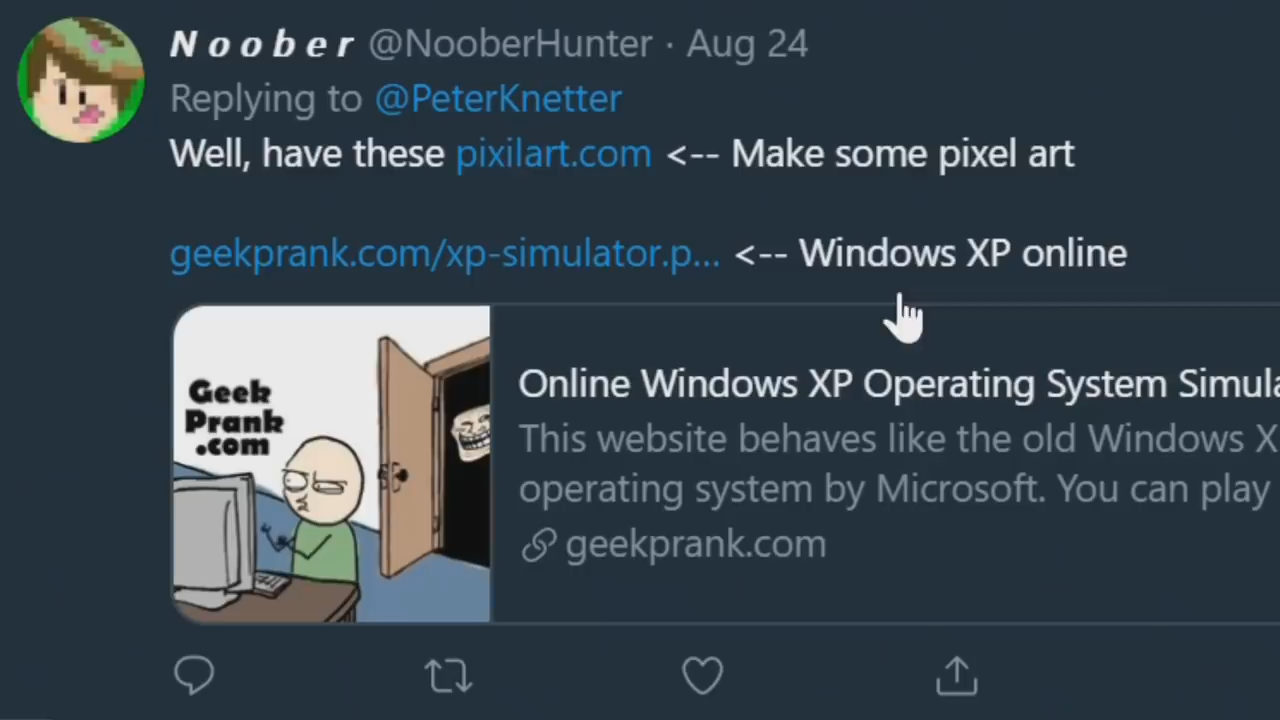 Noober @NooberHunter · Aug 24
Replying to @PeterKnetter
Well, have these pixilart.com <-- Make some pixel art
geekprank.com/xp-simulator.p... <-- Windows XP online
Geek
Prank
.com
Online Windows XP Operating System Simula
This website behaves like the old Windows X
operating system by Microsoft. You can play
geekprank.com